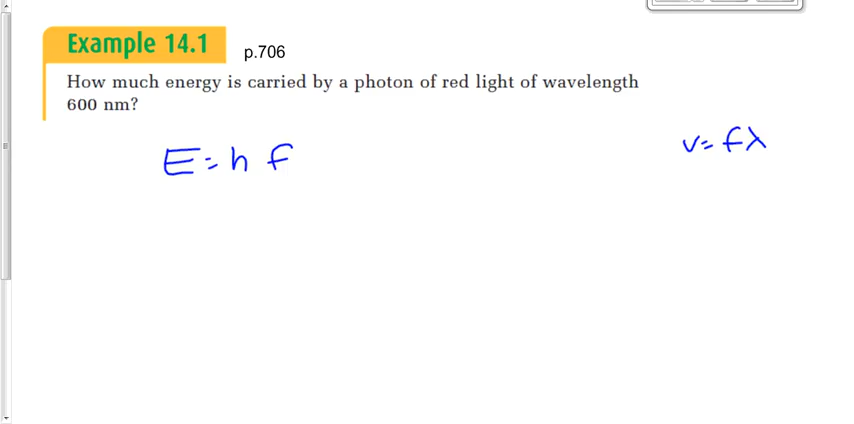 Example 14.1 p.706
How much energy is carried by a photon of red light of wavelength
600 nm?
E = h f
v = fλ